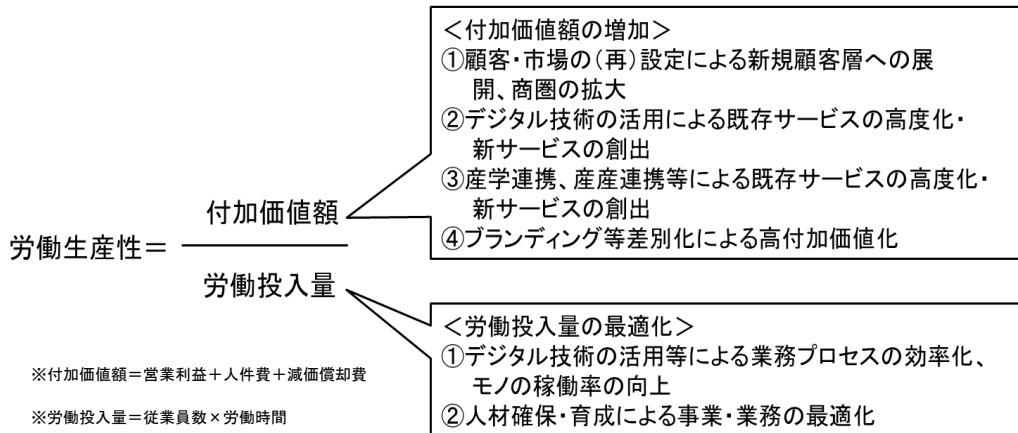 ＜付加価値額の増加＞
①顧客・市場の(再)設定による新規顧客層への展
開、商圏の拡大
②デジタル技術の活用による既存サービスの高度化・
新サービスの創出
③産学連携、産産連携等による既存サービスの高度化・
新サービスの創出
④ブランディング等差別化による高付加価値化
労働生産性＝
付加価値額
労働投入量
＜労働投入量の最適化＞
①デジタル技術の活用等による業務プロセスの効率化、
モノの稼働率の向上
②人材確保・育成による事業・業務の最適化
※付加価値額＝営業利益＋人件費＋減価償却費
※労働投入量＝従業員数×労働時間